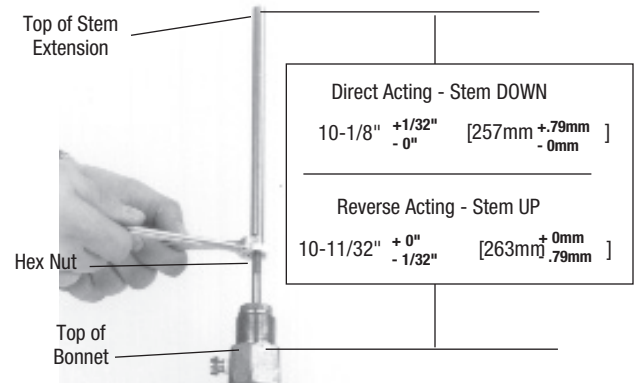 Top of Stem
Extension
Direct Acting - Stem DOWN
10-1/8" +1/32" - 0" [257mm +.79mm - 0mm ]
Reverse Acting - Stem UP
10-11/32" + 0" - 1/32" [263mm + 0mm - .79mm ]
Hex Nut
Top of
Bonnet